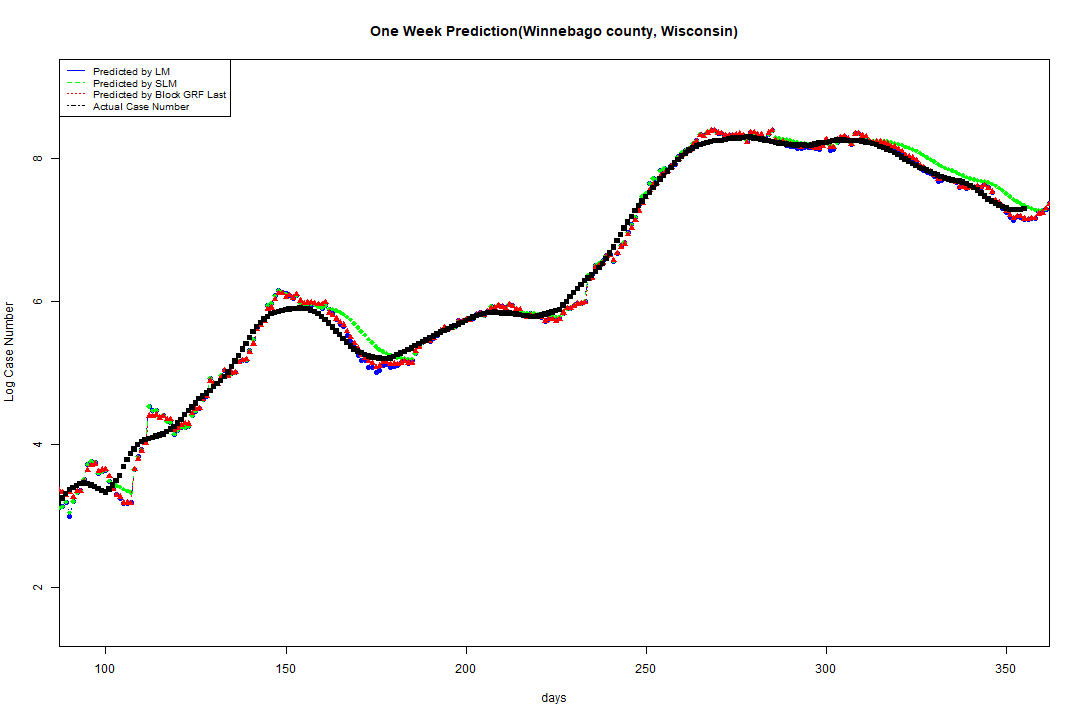 One Week Prediction(Winnebago county, Wisconsin)
Predicted by LM
Predicted by SLM
Predicted by Block GRF Last
Actual Case Number
8
6
4
2
Log Case Number
100 150 200 250 300 350
days